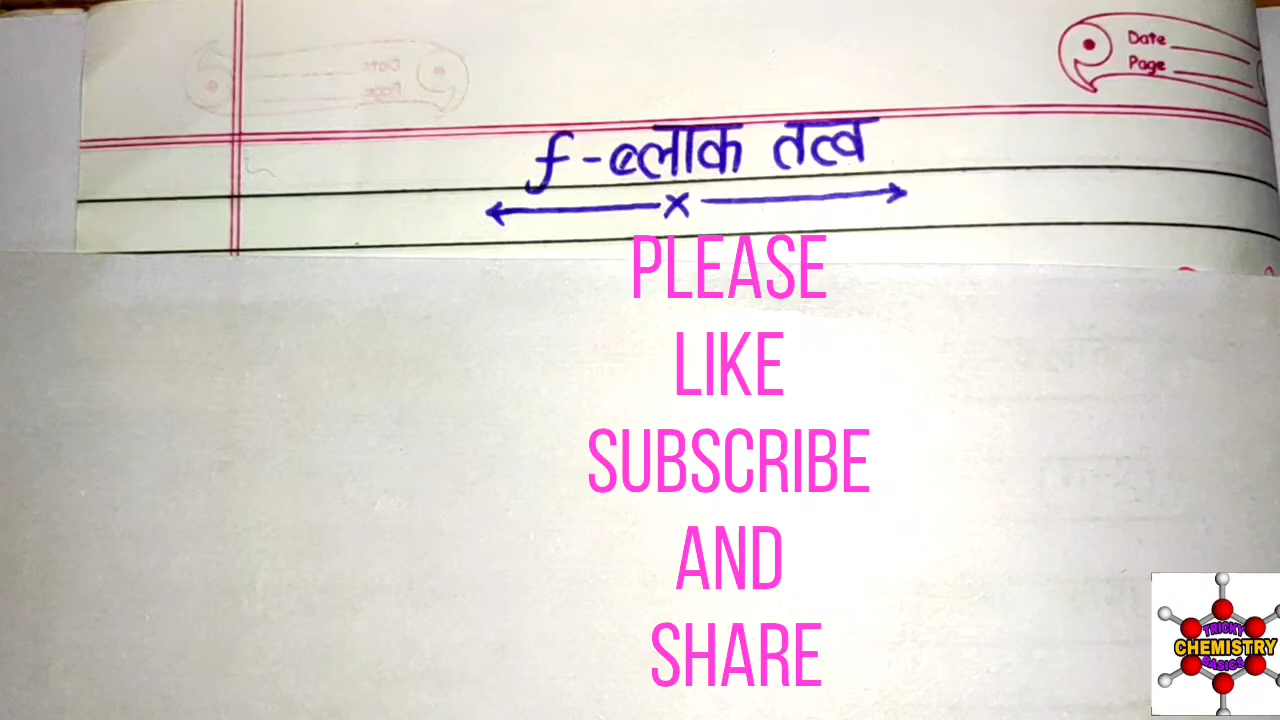 Date
Page
f-ब्लाक तत्व
x
PLEASE
LIKE
SUBSCRIBE
AND
SHARE
TRICKY
CHEMISTRY
BASICS